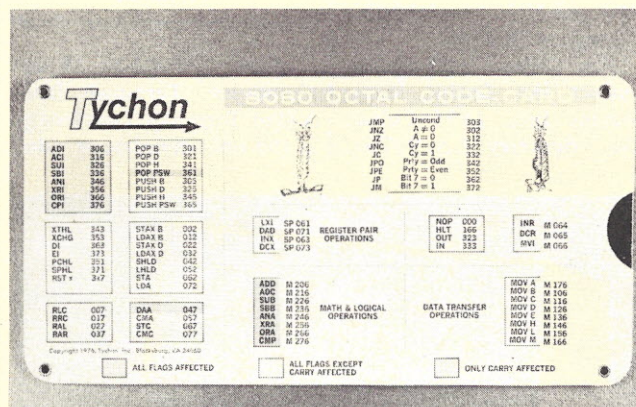 Tychon
8080 OCTAL CODE CARD
ADI 306
ACI 316
SUI 326
SBI 336
ANI 346
XRI 356
ORI 366
CPI 376
POP B 301
POP D 321
POP H 341
POP PSW 361
PUSH B 305
PUSH D 325
PUSH H 345
PUSH PSW 365
JMP Uncond 303
JNZ A ≠ 0 302
JZ A = 0 312
JNC Cy = 0 322
JC Cy = 1 332
JPO Prty = Odd 342
JPE Prty = Even 352
JP Bit 7 = 0 362
JM Bit 7 = 1 372
XTHL 343
XCHG 353
DI 363
EI 373
PCHL 351
SPHL 371
RST x 3x7
STAX B 002
LDAX B 012
STAX D 022
LDAX D 032
SHLD 042
LHLD 052
STA 062
LDA 072
LXI SP 061
DAD SP 071
INX SP 063
DCX SP 073
REGISTER PAIR
OPERATIONS
NOP 000
HLT 166
OUT 323
IN 333
INR M 064
DCR M 065
MVI M 066
RLC 007
RRC 017
RAL 027
RAR 037
DAA 047
CMA 057
STC 067
CMC 077
ADD M 206
ADC M 216
SUB M 226
SBB M 236
ANA M 246
XRA M 256
ORA M 266
CMP M 276
MATH & LOGICAL
OPERATIONS
DATA TRANSFER
OPERATIONS
MOV A M 176
MOV B M 106
MOV C M 116
MOV D M 126
MOV E M 136
MOV H M 146
MOV L M 156
MOV M M 166
Copyright 1976, Tychon, Inc. Blacksburg, VA 24060
ALL FLAGS AFFECTED
ALL FLAGS EXCEPT
CARRY AFFECTED
ONLY CARRY AFFECTED